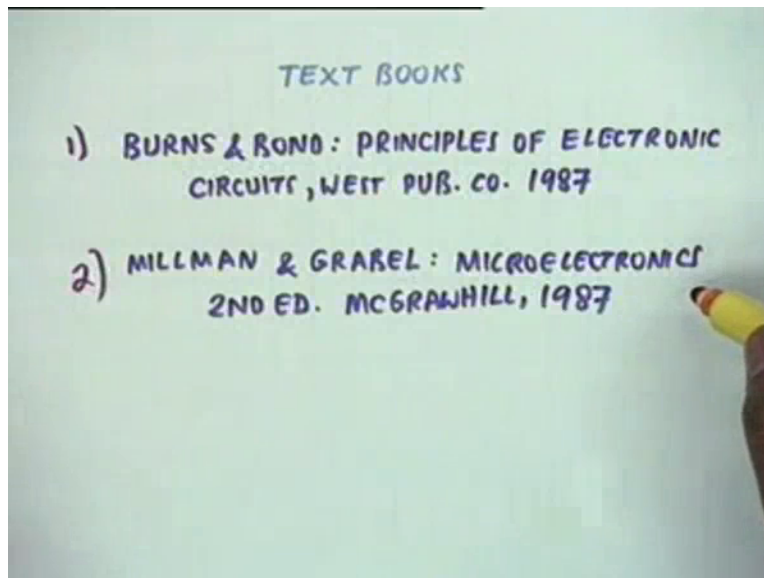 TEXT BOOKS
1) BURNS & BOND: PRINCIPLES OF ELECTRONIC
CIRCUITS, WEST PUB. CO. 1987
2) MILLMAN & GRABEL: MICROELECTRONICS
2ND ED. MCGRAWHILL, 1987